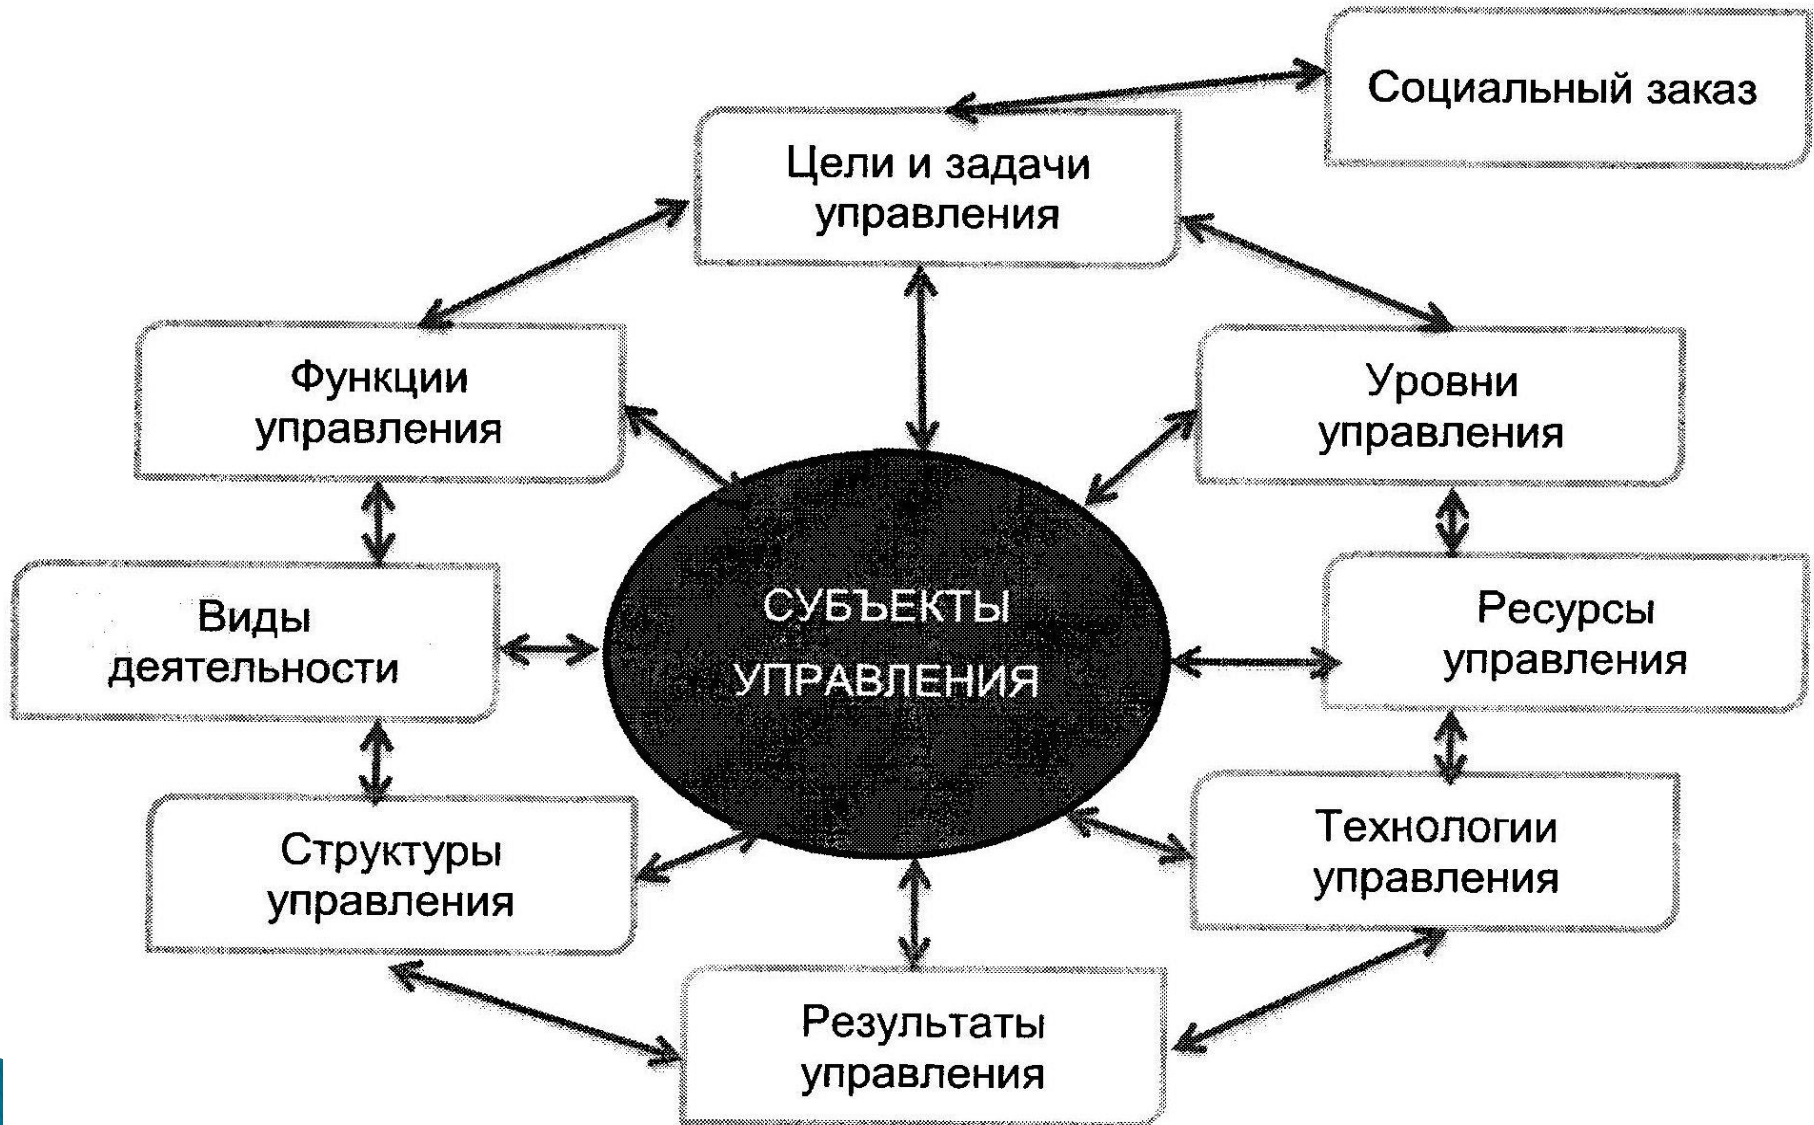 Социальный заказ
Цели и задачи
управления
Функции
управления
Уровни
управления
Виды
деятельности
СУБЪЕКТЫ
УПРАВЛЕНИЯ
Ресурсы
управления
Структуры
управления
Технологии
управления
Результаты
управления